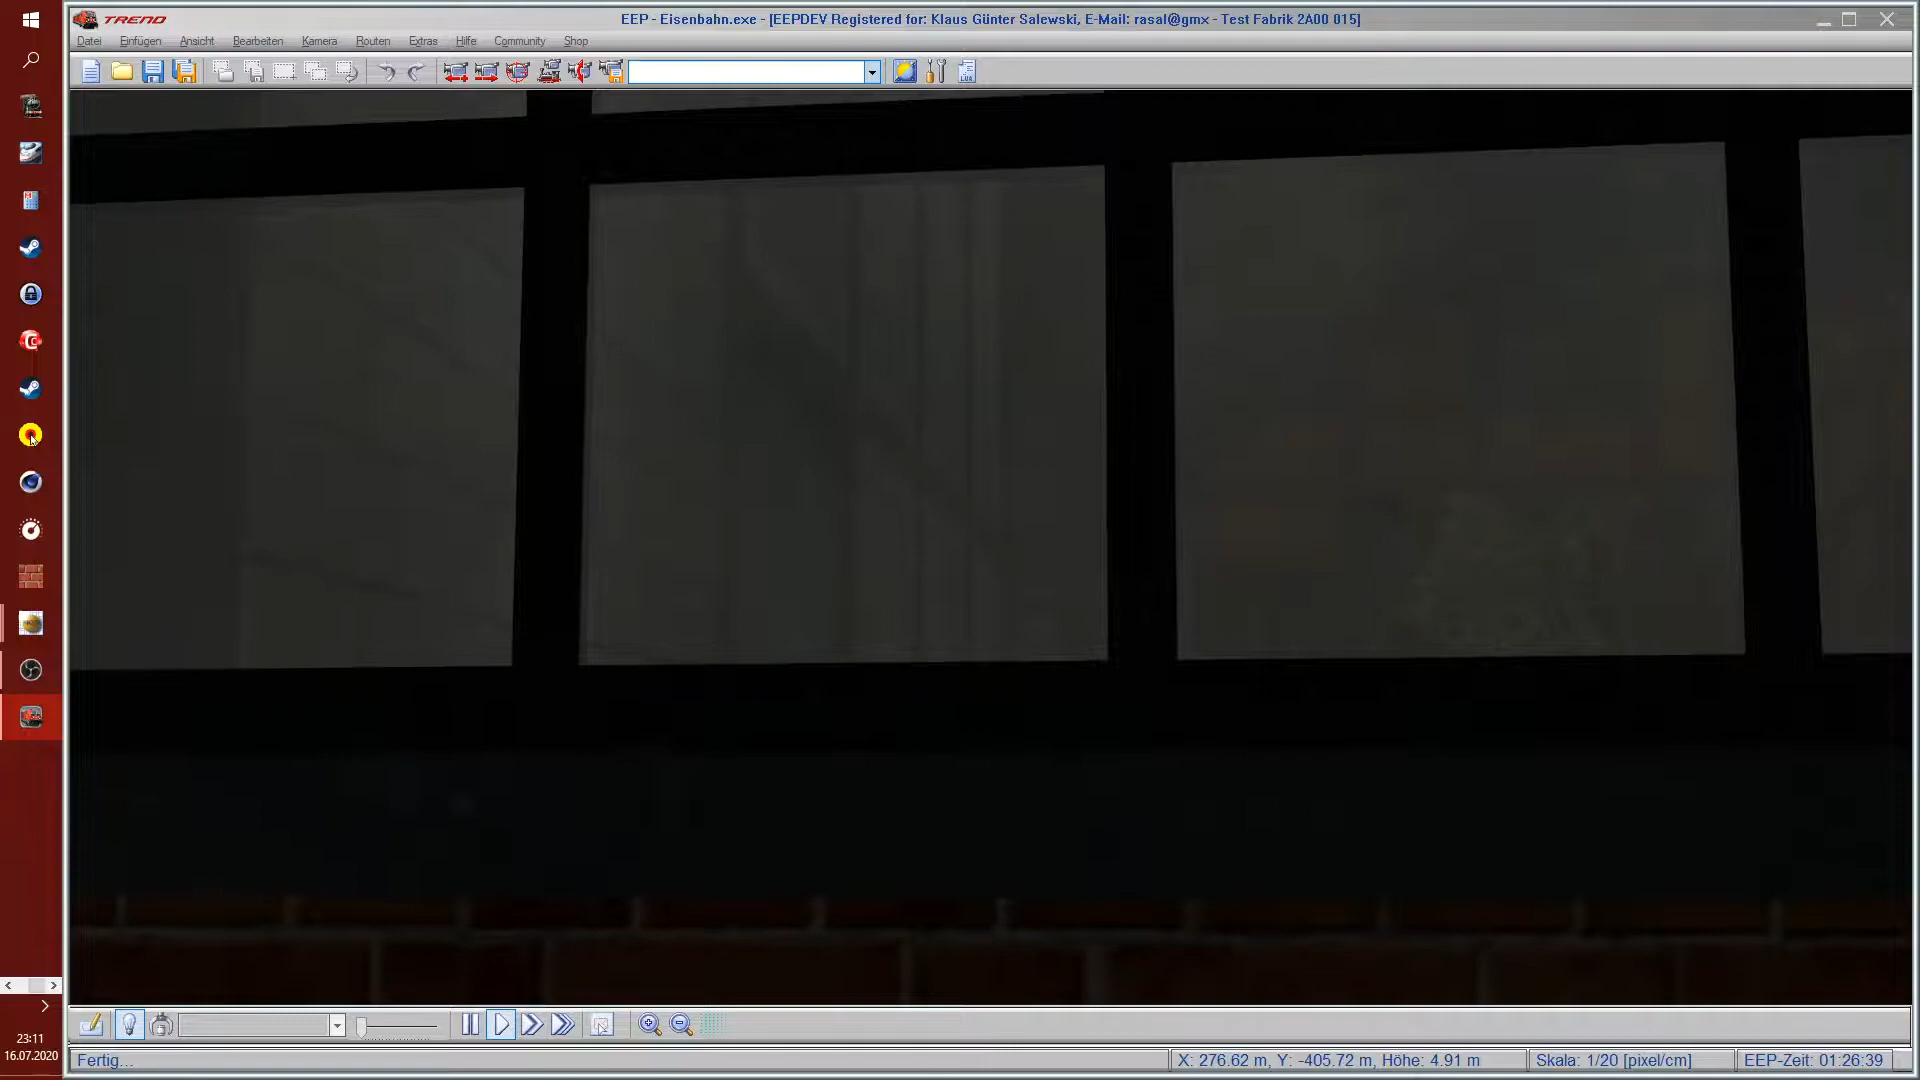 TREND
EEP - Eisenbahn.exe - [EEPDEV Registered for: Klaus Günter Salewski, E-Mail: rasal@gmx - Test Fabrik 2A00 015]
Datei Einfügen Ansicht Bearbeiten Kamera Routen Extras Hilfe Community Shop
LUA
23:11
16.07.2020
Fertig...
X: 276.62 m, Y: -405.72 m, Höhe: 4.91 m
Skala: 1/20 [pixel/cm]
EEP-Zeit: 01:26:39